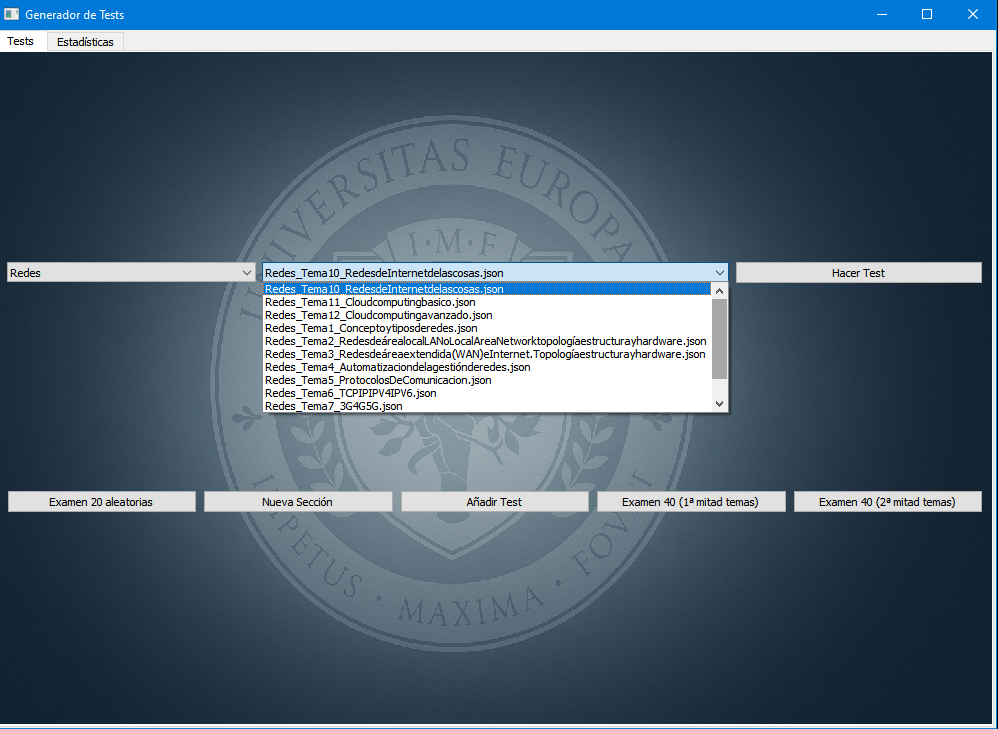 Generador de Tests
Tests Estadísticas
UNIVERSITAS EUROPAEA
I·M·F
Redes Redes_Tema10_RedesdeInternetdelascosas.json Hacer Test
Redes_Tema10_RedesdeInternetdelascosas.json
Redes_Tema11_Cloudcomputingbasico.json
Redes_Tema12_Cloudcomputingavanzado.json
Redes_Tema1_Conceptoytiposderedes.json
Redes_Tema2_RedesdeárealocalLANoLocalAreaNetworktopologíaestructurayhardware.json
Redes_Tema3_Redesdeáreaextendida(WAN)eInternet.Topologíaestructurayhardware.json
Redes_Tema4_Automatizaciondelagestiónderedes.json
Redes_Tema5_ProtocolosDeComunicacion.json
Redes_Tema6_TCPIPIPV4IPV6.json
Redes_Tema7_3G4G5G.json
Examen 20 aleatorias Nueva Sección Añadir Test Examen 40 (1ª mitad temas) Examen 40 (2ª mitad temas)
MAXIMA